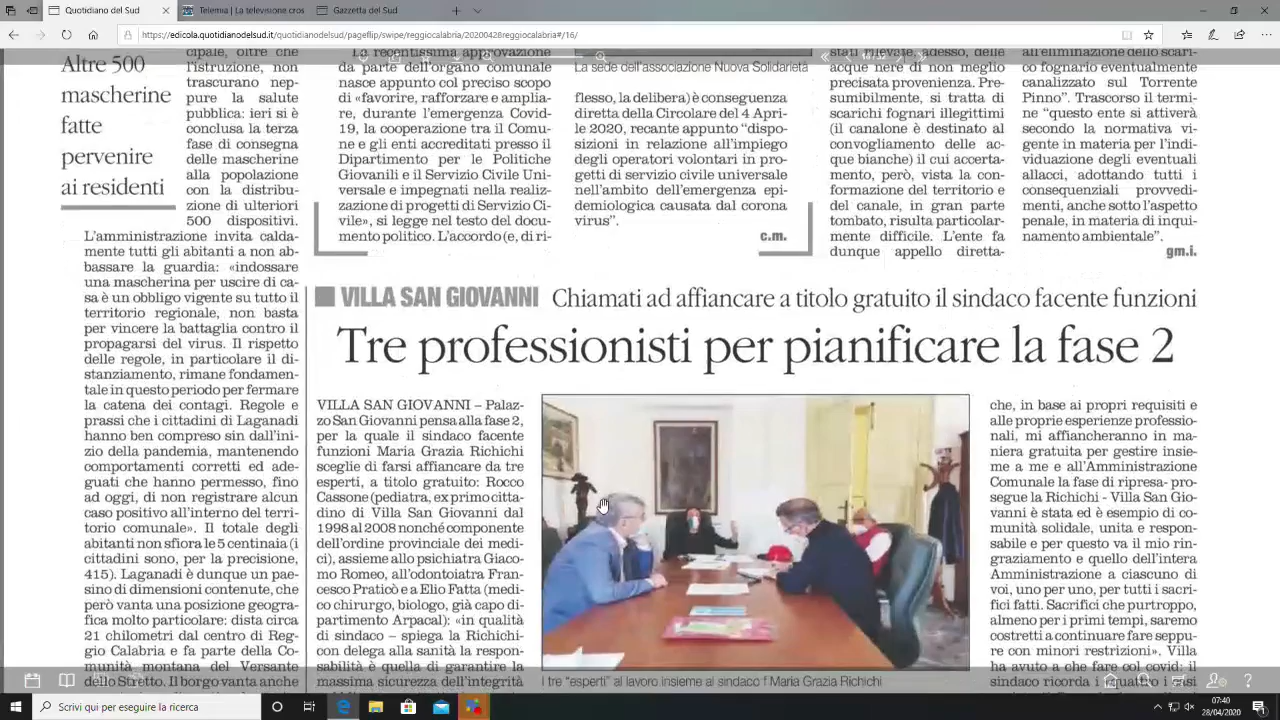 Telema | La televisione della cros
Gazzetta del Sud
https://edicola.quotidianodelsud.it/quotidianodelsud/pageflip/swipe/reggiocalabria/20200428reggiocalabria#/16/
Altre 500
mascherine
fatte
pervenire
ai residenti
cipale, oltre che
l'istruzione, non
trascurano nep-
pure la salute
pubblica: ieri si è
conclusa la terza
fase di consegna
delle mascherine
alla popolazione
con la distribu-
zione di ulteriori
500 dispositivi.
L'amministrazione invita calda-
mente tutti gli abitanti a non ab-
bassare la guardia: «indossare
una mascherina per uscire di ca-
sa è un obbligo vigente su tutto il
territorio regionale, non basta
per vincere la battaglia contro il
propagarsi del virus. Il rispetto
delle regole, in particolare il di-
stanziamento, rimane fondamen-
tale in questo periodo per fermare
la catena dei contagi. Regole e
prassi che i cittadini di Laganadi
hanno ben compreso sin dall'ini-
zio della pandemia, mantenendo
comportamenti corretti ed ade-
guati che hanno permesso, fino
ad oggi, di non registrare alcun
caso positivo all'interno del terri-
torio comunale». Il totale degli
abitanti non sfiora le 5 centinaia (i
cittadini sono, per la precisione,
415). Laganadi è dunque un pae-
sino di dimensioni contenute, che
però vanta una posizione geogra-
fica molto particolare: dista circa
21 chilometri dal centro di Reg-
gio Calabria e fa parte della Co-
munità montana del Versante
dello Stretto. Il borgo vanta anche
La recentissima approvazione
da parte dell'organo comunale
nasce appunto col preciso scopo
di «favorire, rafforzare e amplia-
re, durante l'emergenza Covid-
19, la cooperazione tra il Comu-
ne e gli enti accreditati presso il
Dipartimento per le Politiche
Giovanili e il Servizio Civile Uni-
versale e impegnati nella realiz-
zazione di progetti di Servizio Ci-
vile», si legge nel testo del docu-
mento politico. L'accordo (e, di ri-
La sede dell'associazione Nuova Solidarietà
flesso, la delibera) è conseguenza
diretta della Circolare del 4 Apri-
le 2020, recante appunto "dispo-
sizioni in relazione all'impiego
degli operatori volontari in pro-
getti di servizio civile universale
nell'ambito dell'emergenza epi-
demiologica causata dal corona
virus".
c.m.
stati rilevate, adesso, delle
acque nere di non meglio
precisata provenienza. Pre-
sumibilmente, si tratta di
scarichi fognari illegittimi
(il canalone è destinato al
convogliamento delle ac-
que bianche) il cui accerta-
mento, però, vista la con-
formazione del territorio e
del canale, in gran parte
tombato, risulta particolar-
mente difficile. L'ente fa
dunque appello diretta-
all'eliminazione dello scari-
co fognario eventualmente
canalizzato sul Torrente
Pinno". Trascorso il termi-
ne "questo ente si attiverà
secondo la normativa vi-
gente in materia per l'indi-
viduazione degli eventuali
allacci, adottando tutti i
consequenziali provvedi-
menti, anche sotto l'aspetto
penale, in materia di inqui-
namento ambientale".
gm.i.
VILLA SAN GIOVANNI Chiamati ad affiancare a titolo gratuito il sindaco facente funzioni
Tre professionisti per pianificare la fase 2
VILLA SAN GIOVANNI – Palaz-
zo San Giovanni pensa alla fase 2,
per la quale il sindaco facente
funzioni Maria Grazia Richichi
sceglie di farsi affiancare da tre
esperti, a titolo gratuito: Rocco
Cassone (pediatra, ex primo citta-
dino di Villa San Giovanni dal
1998 al 2008 nonché componente
dell'ordine provinciale dei medi-
ci), assieme allo psichiatra Giaco-
mo Romeo, all'odontoiatra Fran-
cesco Praticò e a Elio Fatta (medi-
co chirurgo, biologo, già capo di-
partimento Arpacal): «in qualità
di sindaco – spiega la Richichi-
con delega alla sanità la respon-
sabilità è quella di garantire la
massima sicurezza dell'integrità
I tre "esperti" al lavoro insieme al sindaco f Maria Grazia Richichi
che, in base ai propri requisiti e
alle proprie esperienze professio-
nali, mi affiancheranno in ma-
niera gratuita per gestire insie-
me a me e all'Amministrazione
Comunale la fase di ripresa- pro-
segue la Richichi - Villa San Gio-
vanni è stata ed è esempio di co-
munità solidale, unita e respon-
sabile e per questo va il mio rin-
graziamento e quello dell'intera
Amministrazione a ciascuno di
voi, uno per uno, per tutti i sacri-
fici fatti. Sacrifici che purtroppo,
almeno per i primi tempi, saremo
costretti a continuare fare seppu-
re con minori restrizioni». Villa
ha avuto a che fare col covid: il
sindaco ricorda i quattro casi
Scrivi qui per eseguire la ricerca
07:40
28/04/2020